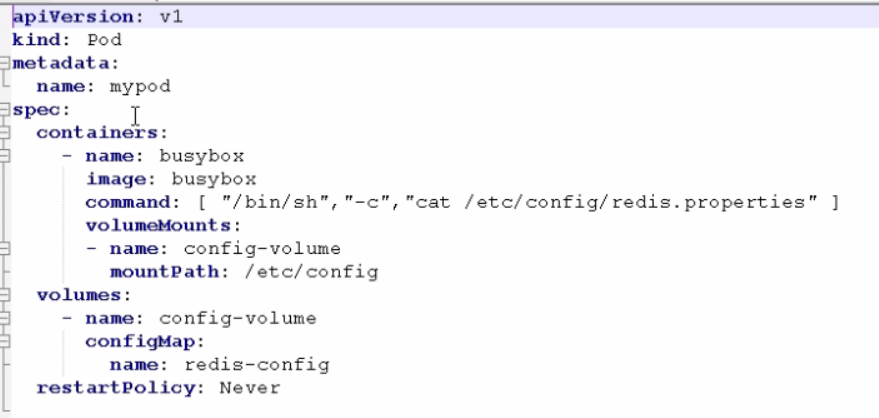 apiVersion: v1
kind: Pod
metadata:
  name: mypod
spec:
  containers:
    - name: busybox
      image: busybox
      command: [ "/bin/sh","-c","cat /etc/config/redis.properties" ]
      volumeMounts:
      - name: config-volume
        mountPath: /etc/config
  volumes:
    - name: config-volume
      configMap:
        name: redis-config
  restartPolicy: Never